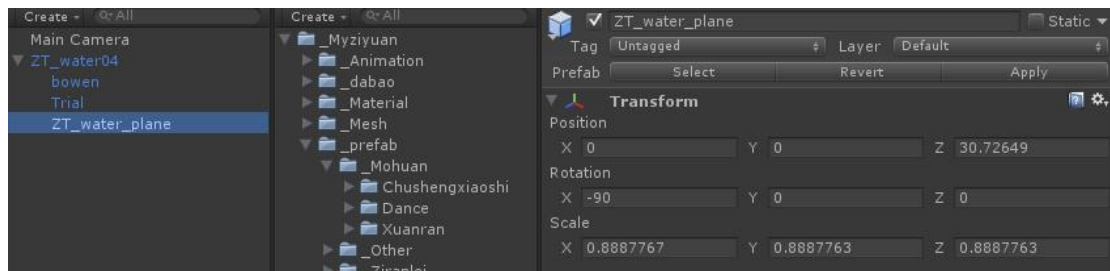 Create
All
Main Camera
ZT_water04
bowen
Trial
ZT_water_plane
Create
All
_Myziyuan
_Animation
_dabao
_Material
_Mesh
_prefab
_Mohuan
Chushengxiaoshi
Dance
Xuanran
_Other
_Ziranlei
ZT_water_plane
Static
Tag Untagged Layer Default
Prefab Select Revert Apply
Transform
Position
X 0 Y 0 Z 30.72649
Rotation
X -90 Y 0 Z 0
Scale
X 0.8887767 Y 0.8887763 Z 0.8887763